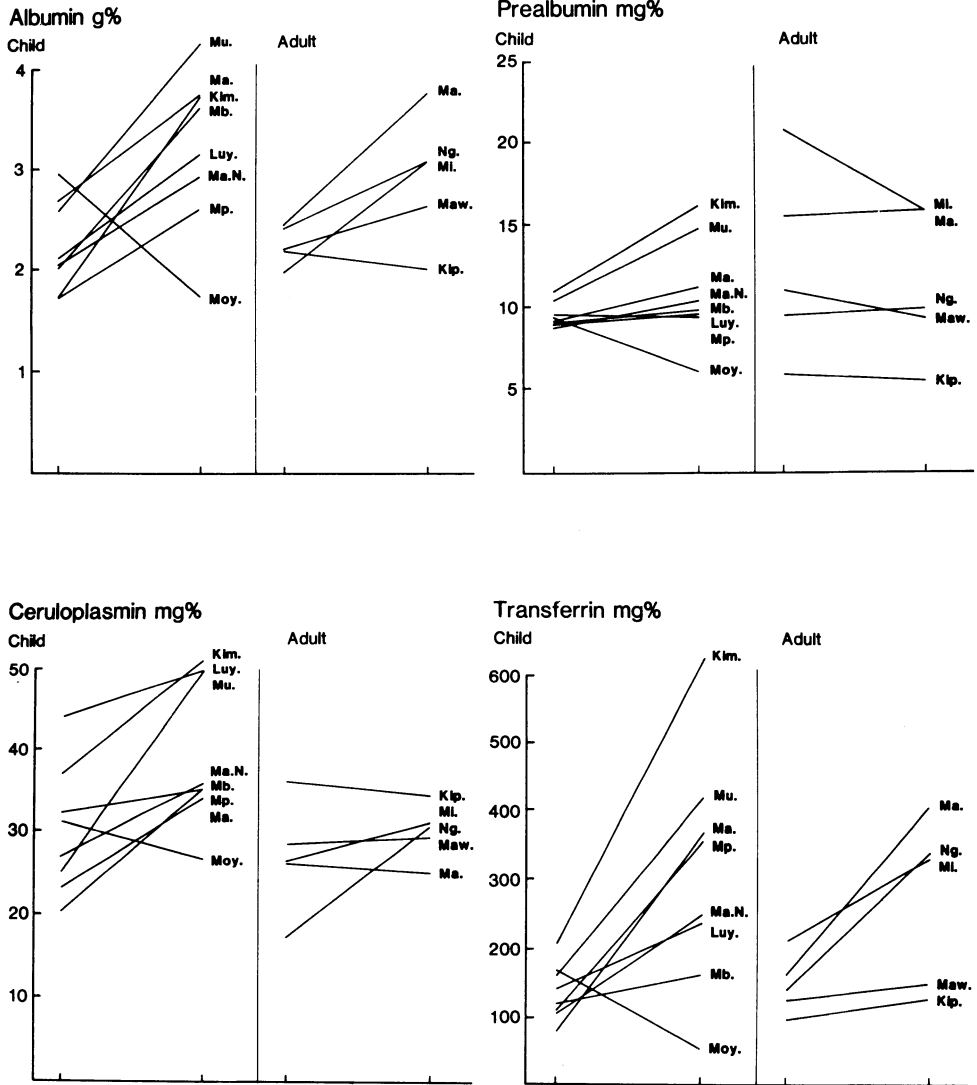 Albumin g%
Child
Adult
4
3
2
1
Mu.
Ma.
Kim.
Mb.
Luy.
Ma.N.
Mp.
Moy.
Ma.
Ng.
Mi.
Maw.
Kip.
Prealbumin mg%
Child
Adult
25
20
15
10
5
Kim.
Mu.
Ma.
Ma.N.
Mb.
Luy.
Mp.
Moy.
Mi.
Ma.
Ng.
Maw.
Kip.
Ceruloplasmin mg%
Child
Adult
50
40
30
20
10
Kim.
Luy.
Mu.
Ma.N.
Mb.
Mp.
Ma.
Moy.
Kip.
Mi.
Ng.
Maw.
Ma.
Transferrin mg%
Child
Adult
600
500
400
300
200
100
Kim.
Mu.
Ma.
Mp.
Ma.N.
Luy.
Mb.
Moy.
Ma.
Ng.
Mi.
Maw.
Kip.